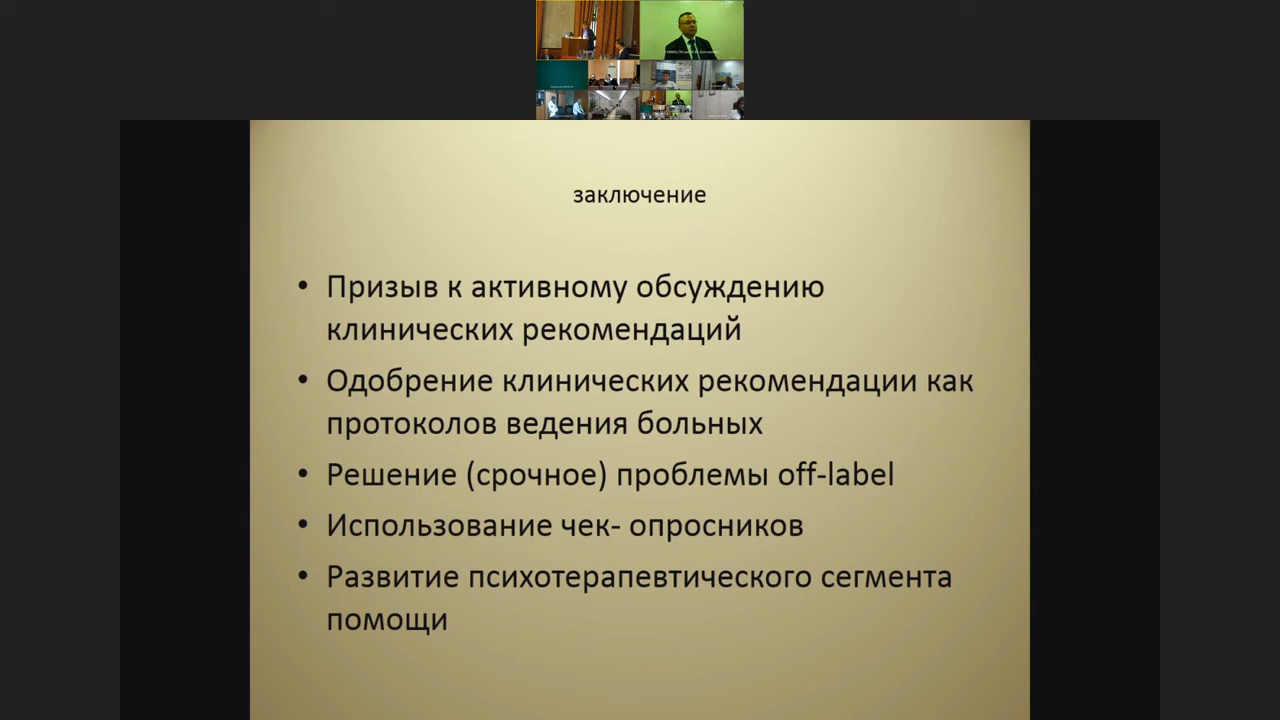 заключение
• Призыв к активному обсуждению
клинических рекомендаций
• Одобрение клинических рекомендации как
протоколов ведения больных
• Решение (срочное) проблемы off-label
• Использование чек- опросников
• Развитие психотерапевтического сегмента
помощи